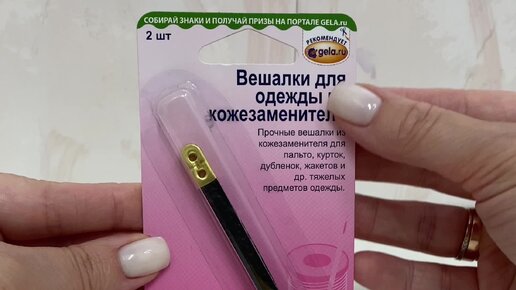 СОБИРАЙ ЗНАКИ И ПОЛУЧАЙ ПРИЗЫ НА ПОРТАЛЕ GELA.ru
2 шт
РЕКОМЕНДУЕТ
gela.ru
Вешалки для
одежды
Прочные вешалки из
кожезаменителя для
пальто, курток,
дубленок, жакетов и
др. тяжелых
предметов одежды.